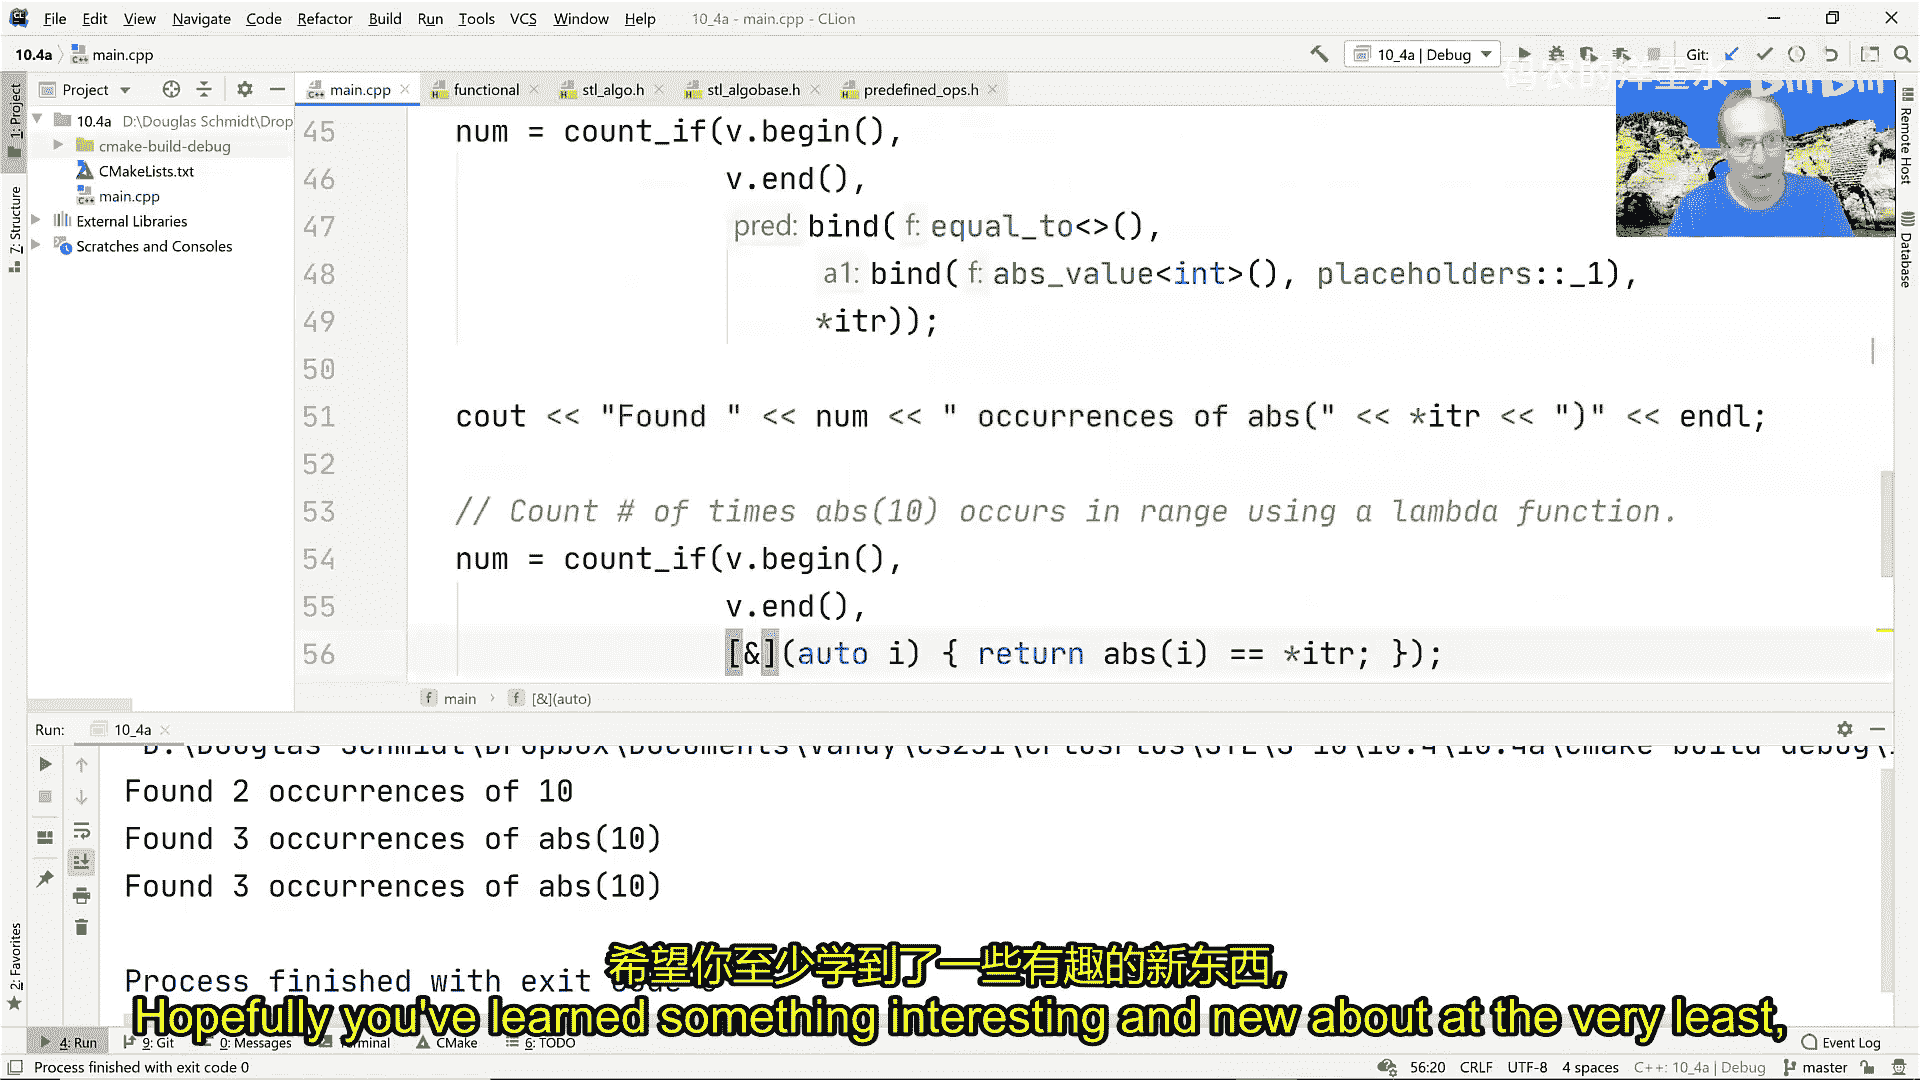 File Edit View Navigate Code Refactor Build Run Tools VCS Window Help 10_4a - main.cpp - CLion
10.4a main.cpp 10_4a | Debug Git:
Project main.cpp functional stl_algo.h stl_algobase.h predefined_ops.h
1: Project
7: Structure
2: Favorites
10.4a D:\Douglas Schmidt\Drop
cmake-build-debug
CMakeLists.txt
main.cpp
External Libraries
Scratches and Consoles
Remote Host
Database
45 num = count_if(v.begin(),
46 v.end(),
47 pred: bind( f: equal_to<>(),
48 a1: bind( f: abs_value<int>(), placeholders::_1),
49 *itr));
50
51 cout << "Found " << num << " occurrences of abs(" << *itr << ")" << endl;
52
53 // Count # of times abs(10) occurs in range using a lambda function.
54 num = count_if(v.begin(),
55 v.end(),
56 [&](auto i) { return abs(i) == *itr; });
main [&](auto)
Run: 10_4a
Found 2 occurrences of 10
Found 3 occurrences of abs(10)
Found 3 occurrences of abs(10)
Process finished with exit
希望你至少学到了一些有趣的新东西,
Hopefully you've learned something interesting and new about at the very least,
4: Run 9: Git 0: Messages Terminal CMake 6: TODO Event Log
Process finished with exit code 0 56:20 CRLF UTF-8 4 spaces C++: 10_4a | Debug master